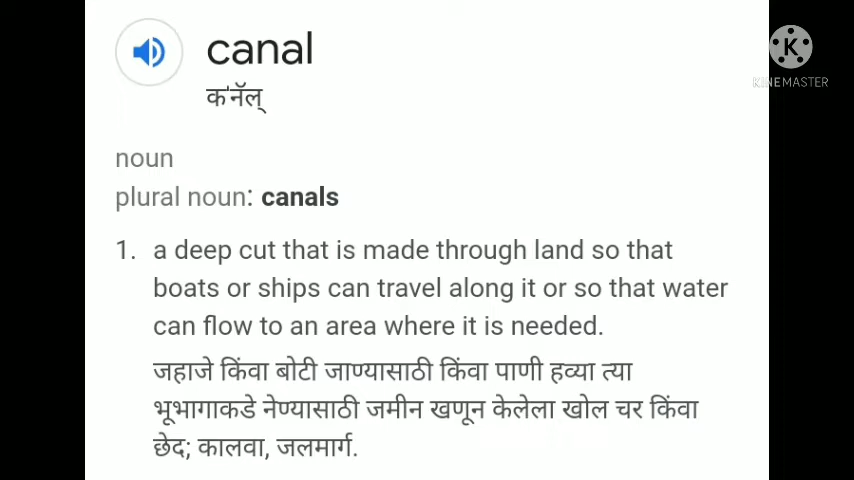 canal
क'नॅल्
K
KINEMASTER
noun
plural noun: canals
1. a deep cut that is made through land so that
boats or ships can travel along it or so that water
can flow to an area where it is needed.
जहाजे किंवा बोटी जाण्यासाठी किंवा पाणी हव्या त्या
भूभागाकडे नेण्यासाठी जमीन खणून केलेला खोल चर किंवा
छेद; कालवा, जलमार्ग.